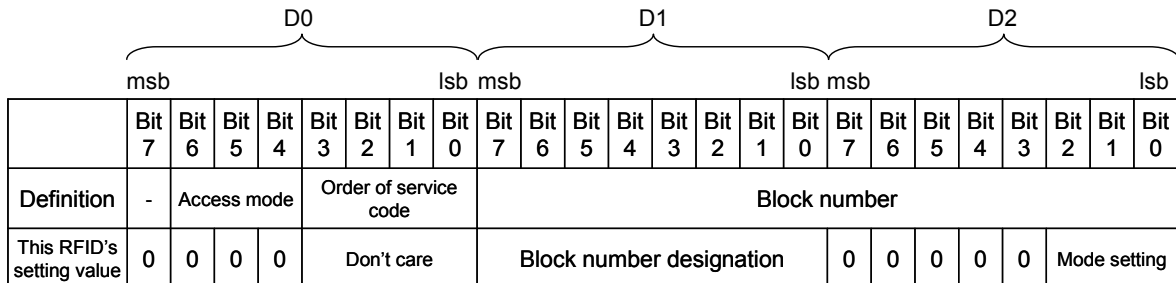 D0 D1 D2
msb lsb msb lsb msb lsb
Bit 7 Bit 6 Bit 5 Bit 4 Bit 3 Bit 2 Bit 1 Bit 0 Bit 7 Bit 6 Bit 5 Bit 4 Bit 3 Bit 2 Bit 1 Bit 0 Bit 7 Bit 6 Bit 5 Bit 4 Bit 3 Bit 2 Bit 1 Bit 0
Definition - Access mode Order of service code Block number
This RFID's setting value 0 0 0 0 Don't care Block number designation 0 0 0 0 0 Mode setting